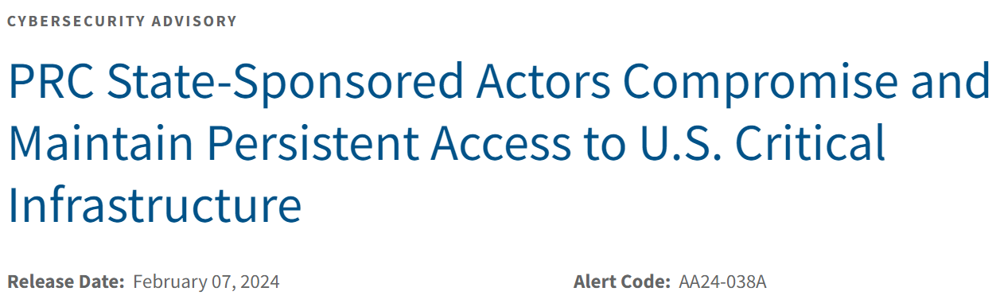 CYBERSECURITY ADVISORY
PRC State-Sponsored Actors Compromise and
Maintain Persistent Access to U.S. Critical
Infrastructure
Release Date: February 07, 2024 Alert Code: AA24-038A